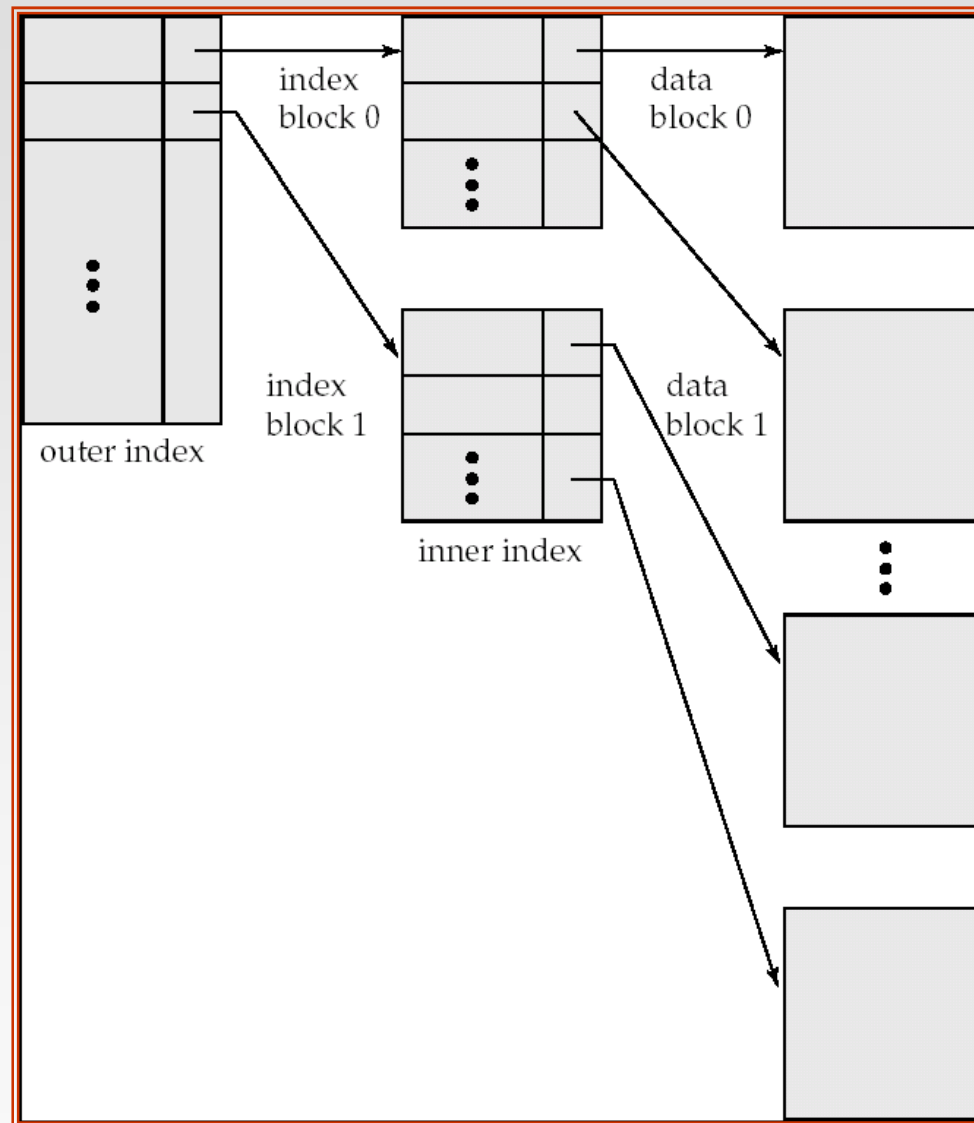 index
block 0
data
block 0
index
block 1
data
block 1
outer index
inner index